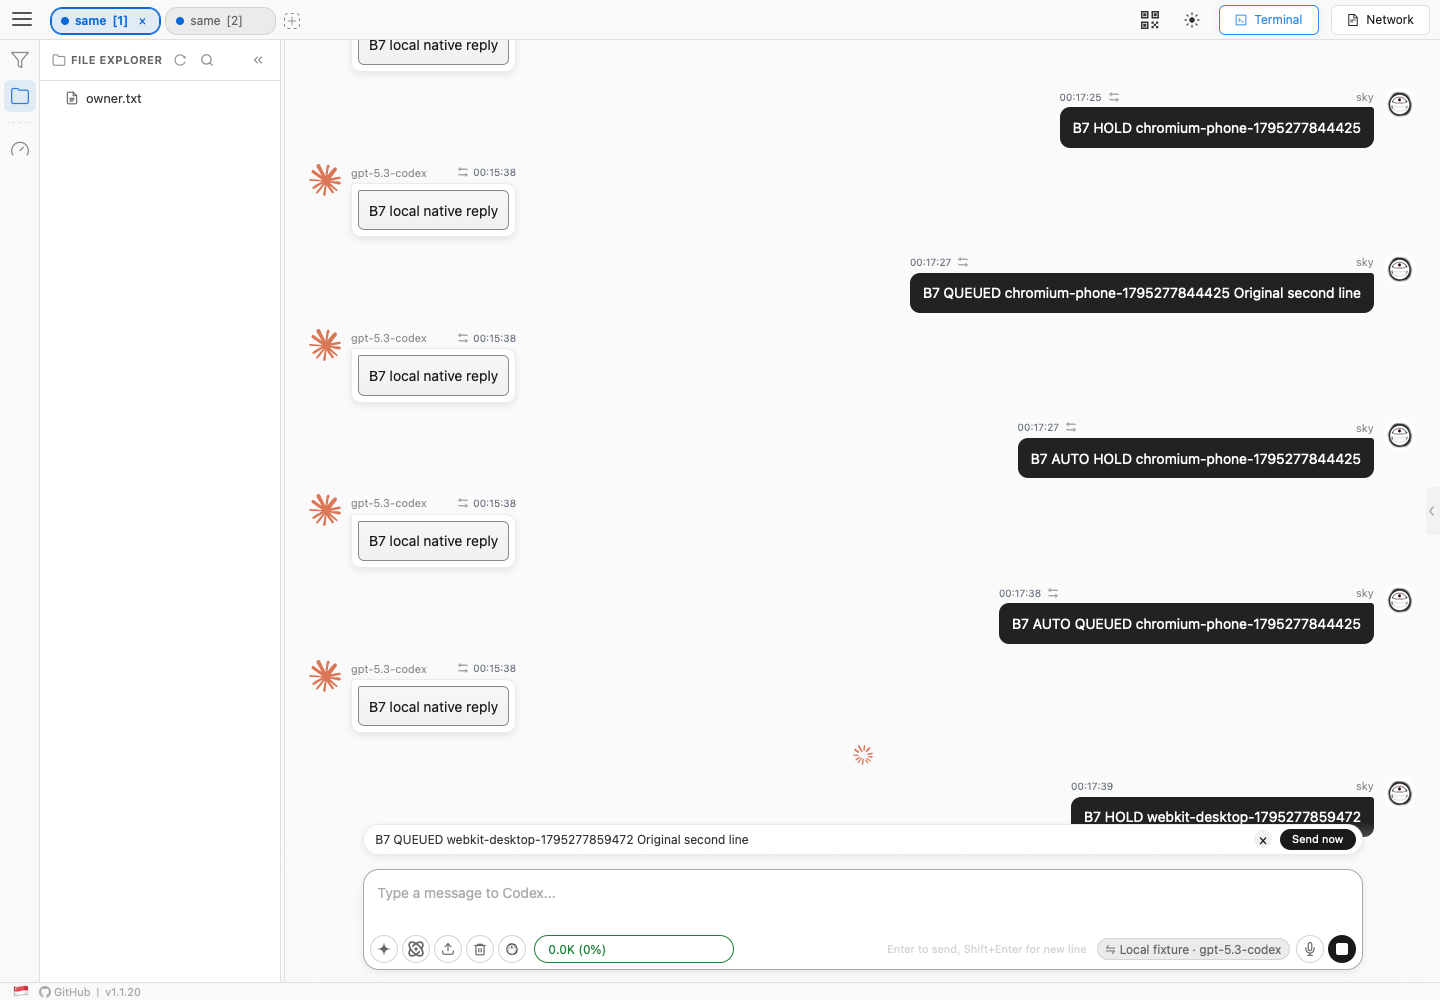 same [1] ×
same [2]
Terminal
Network
FILE EXPLORER
owner.txt
B7 local native reply
00:17:25
sky
B7 HOLD chromium-phone-1795277844425
gpt-5.3-codex
00:15:38
B7 local native reply
00:17:27
sky
B7 QUEUED chromium-phone-1795277844425 Original second line
gpt-5.3-codex
00:15:38
B7 local native reply
00:17:27
sky
B7 AUTO HOLD chromium-phone-1795277844425
gpt-5.3-codex
00:15:38
B7 local native reply
00:17:38
sky
B7 AUTO QUEUED chromium-phone-1795277844425
gpt-5.3-codex
00:15:38
B7 local native reply
00:17:39
sky
B7 HOLD webkit-desktop-1795277859472
B7 QUEUED webkit-desktop-1795277859472 Original second line
Send now
Type a message to Codex...
0.0K (0%)
Enter to send, Shift+Enter for new line
Local fixture · gpt-5.3-codex
GitHub | v1.1.20